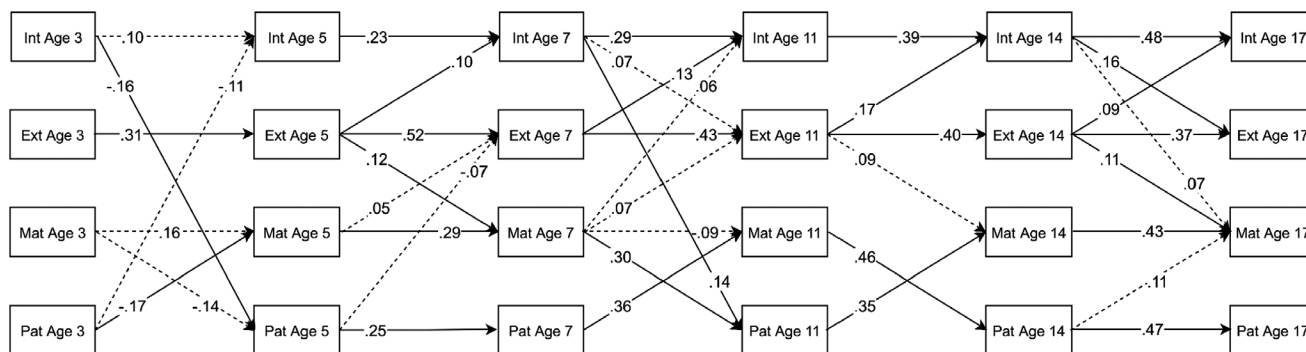 Int Age 3
.10
Int Age 5
.23
Int Age 7
.29
Int Age 11
.39
Int Age 14
.48
Int Age 17
.10
.07
.13
.16
-.16
-.11
.06
.17
.09
Ext Age 3
.31
Ext Age 5
.52
Ext Age 7
.43
Ext Age 11
.40
Ext Age 14
.37
Ext Age 17
.12
-.07
.09
.11
.07
.05
.07
Mat Age 3
.16
Mat Age 5
.29
Mat Age 7
.09
Mat Age 11
Mat Age 14
.43
Mat Age 17
.30
.46
.14
.11
-.17
-.14
.36
.35
Pat Age 3
Pat Age 5
.25
Pat Age 7
Pat Age 11
Pat Age 14
.47
Pat Age 17